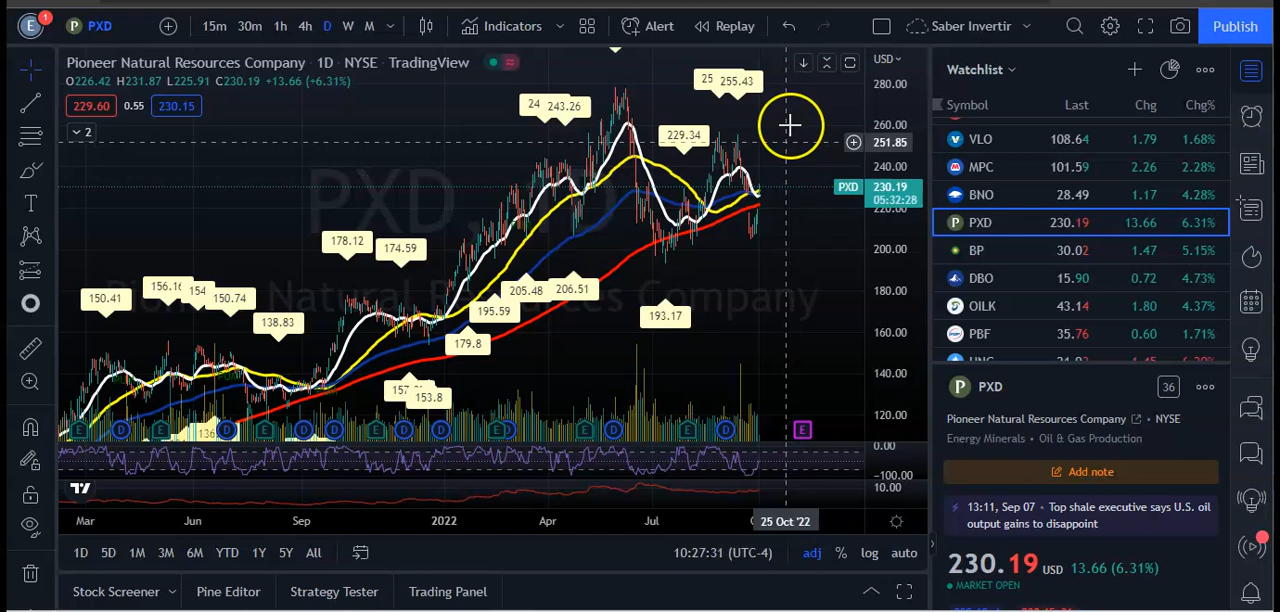 E 1 P PXD 15m 30m 1h 4h D W M Indicators Alert Replay Saber Invertir Publish
Pioneer Natural Resources Company · 1D · NYSE · TradingView
O226.42 H231.87 L225.91 C230.19 +13.66 (+6.31%)
229.60 0.55 230.15
2
USD
280.00
260.00
251.85
240.00
PXD 230.19
05:32:28
220.00
200.00
180.00
160.00
140.00
120.00
0.00
-100.00
10.00
255.43
243.26
229.34
178.12
174.59
150.41
150.74
138.83
205.48
206.51
195.59
193.17
179.8
153.8
PXD, 1D
Pioneer Natural Resources Company
E D E D E D D E D D E D E D E D E
Mar Jun Sep 2022 Apr Jul 25 Oct '22
1D 5D 1M 3M 6M YTD 1Y 5Y All 10:27:31 (UTC-4) adj % log auto
Stock Screener Pine Editor Strategy Tester Trading Panel
Watchlist
Symbol Last Chg Chg%
VLO 108.64 1.79 1.68%
MPC 101.59 2.26 2.28%
BNO 28.49 1.17 4.28%
PXD 230.19 13.66 6.31%
BP 30.02 1.47 5.15%
DBO 15.90 0.72 4.73%
OILK 43.14 1.80 4.37%
PBF 35.76 0.60 1.71%
P PXD 36
Pioneer Natural Resources Company · NYSE
Energy Minerals · Oil & Gas Production
Add note
13:11, Sep 07 · Top shale executive says U.S. oil
output gains to disappoint
230.19 USD 13.66 (6.31%)
MARKET OPEN